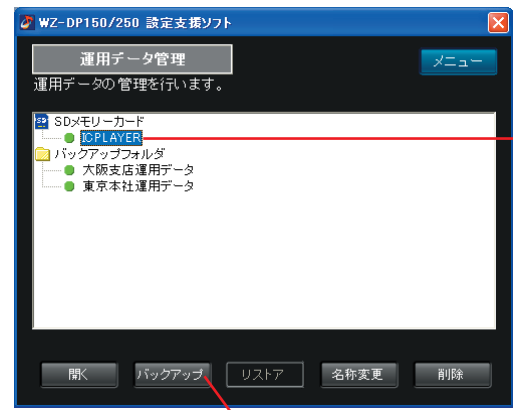 WZ-DP150/250 設定支援ソフト
運用データ管理
メニュー
運用データの管理を行います。
SDメモリーカード
ICPLAYER
バックアップフォルダ
大阪支店運用データ
東京本社運用データ
開く
バックアップ
リストア
名称変更
削除